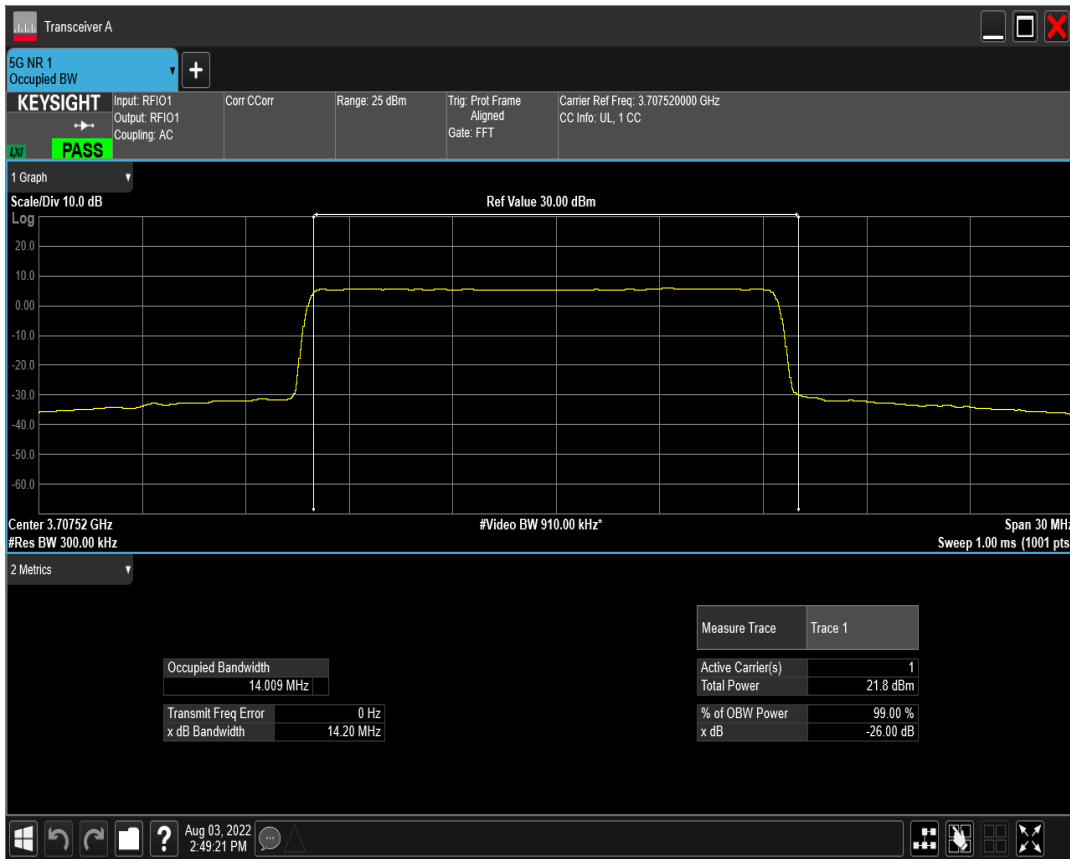 Transceiver A
5G NR 1
Occupied BW
KEYSIGHT
LXI
PASS
Input: RFIO1
Output: RFIO1
Coupling: AC
Corr CCorr
Range: 25 dBm
Trig: Prot Frame
Aligned
Gate: FFT
Carrier Ref Freq: 3.707520000 GHz
CC Info: UL, 1 CC
1 Graph
Scale/Div 10.0 dB
Ref Value 30.00 dBm
Log
20.0
10.0
0.00
-10.0
-20.0
-30.0
-40.0
-50.0
-60.0
Center 3.70752 GHz
#Video BW 910.00 kHz*
Span 30 MHz
#Res BW 300.00 kHz
Sweep 1.00 ms (1001 pts
2 Metrics
Measure Trace Trace 1
Occupied Bandwidth
14.009 MHz
Active Carrier(s) 1
Total Power 21.8 dBm
Transmit Freq Error 0 Hz
x dB Bandwidth 14.20 MHz
% of OBW Power 99.00 %
x dB -26.00 dB
Aug 03, 2022
2:49:21 PM